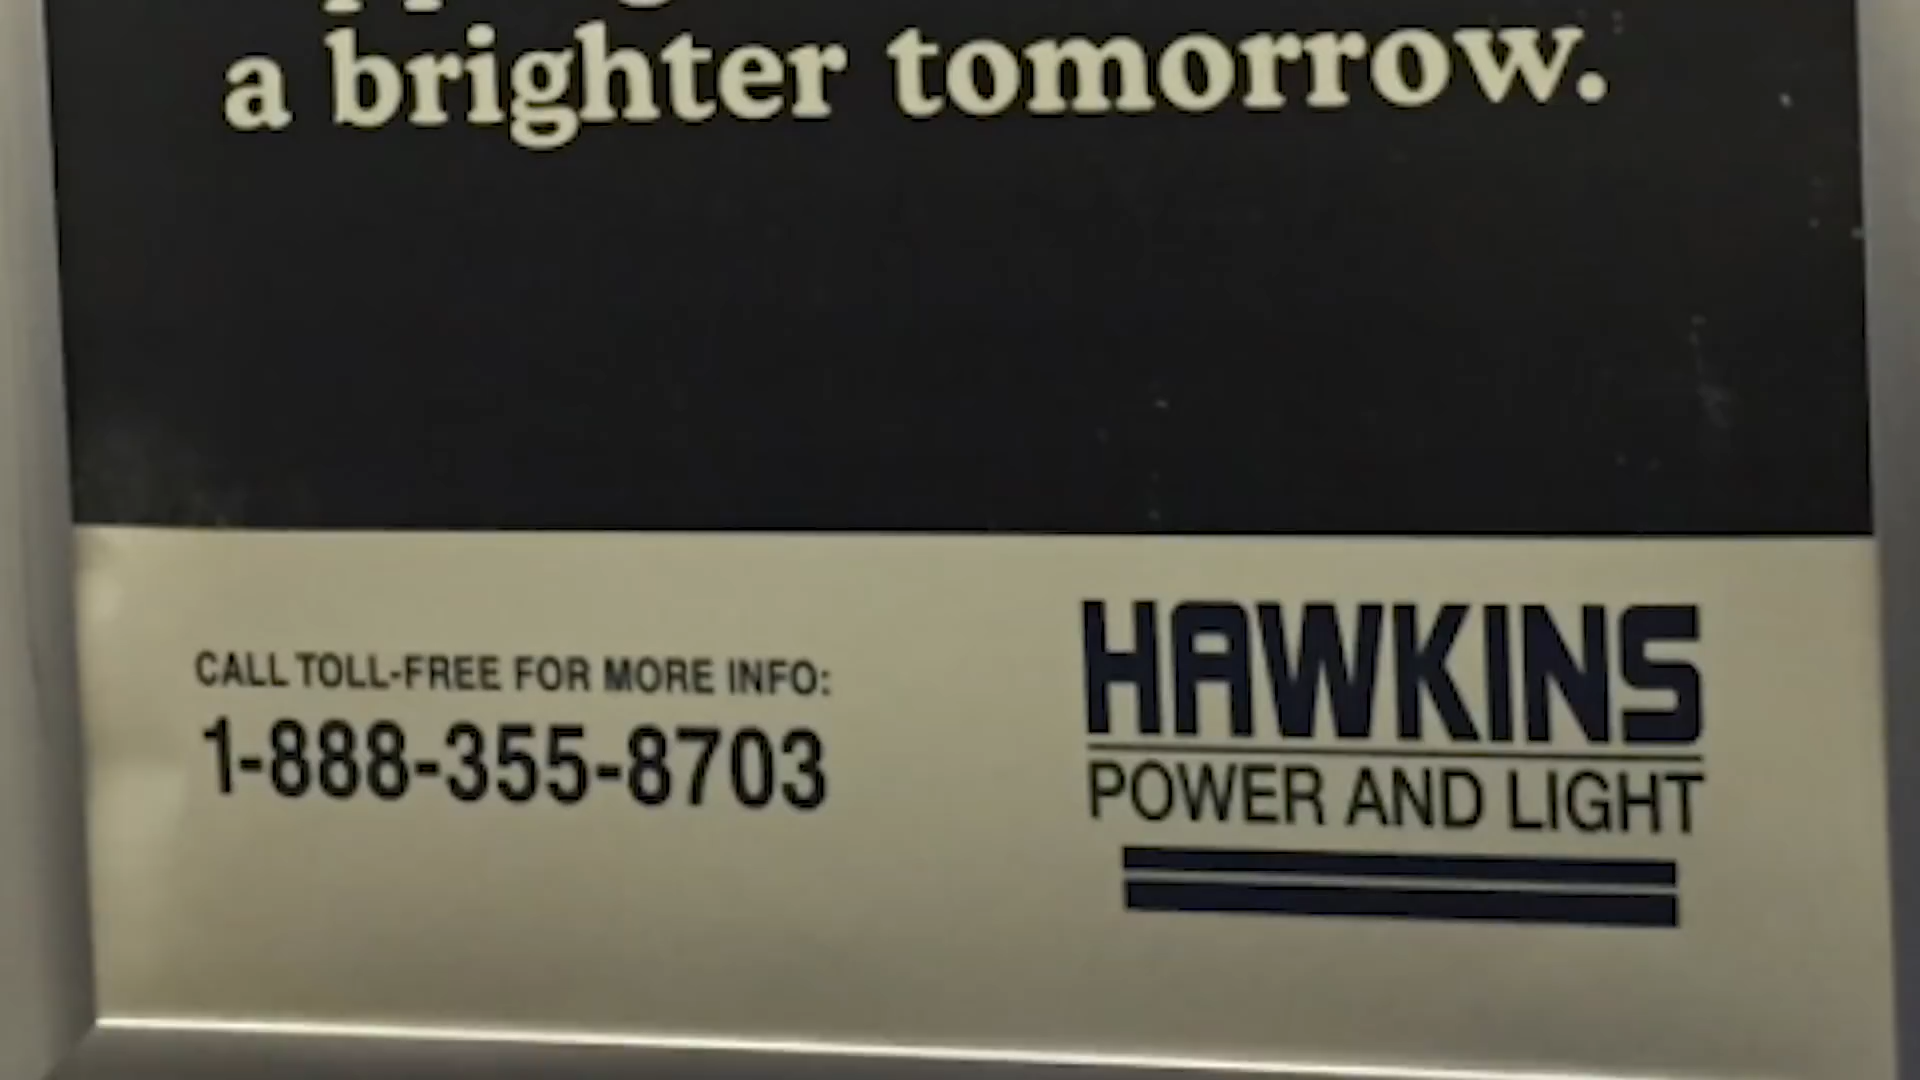 a brighter tomorrow.
CALL TOLL-FREE FOR MORE INFO:
1-888-355-8703
HAWKINS
POWER AND LIGHT